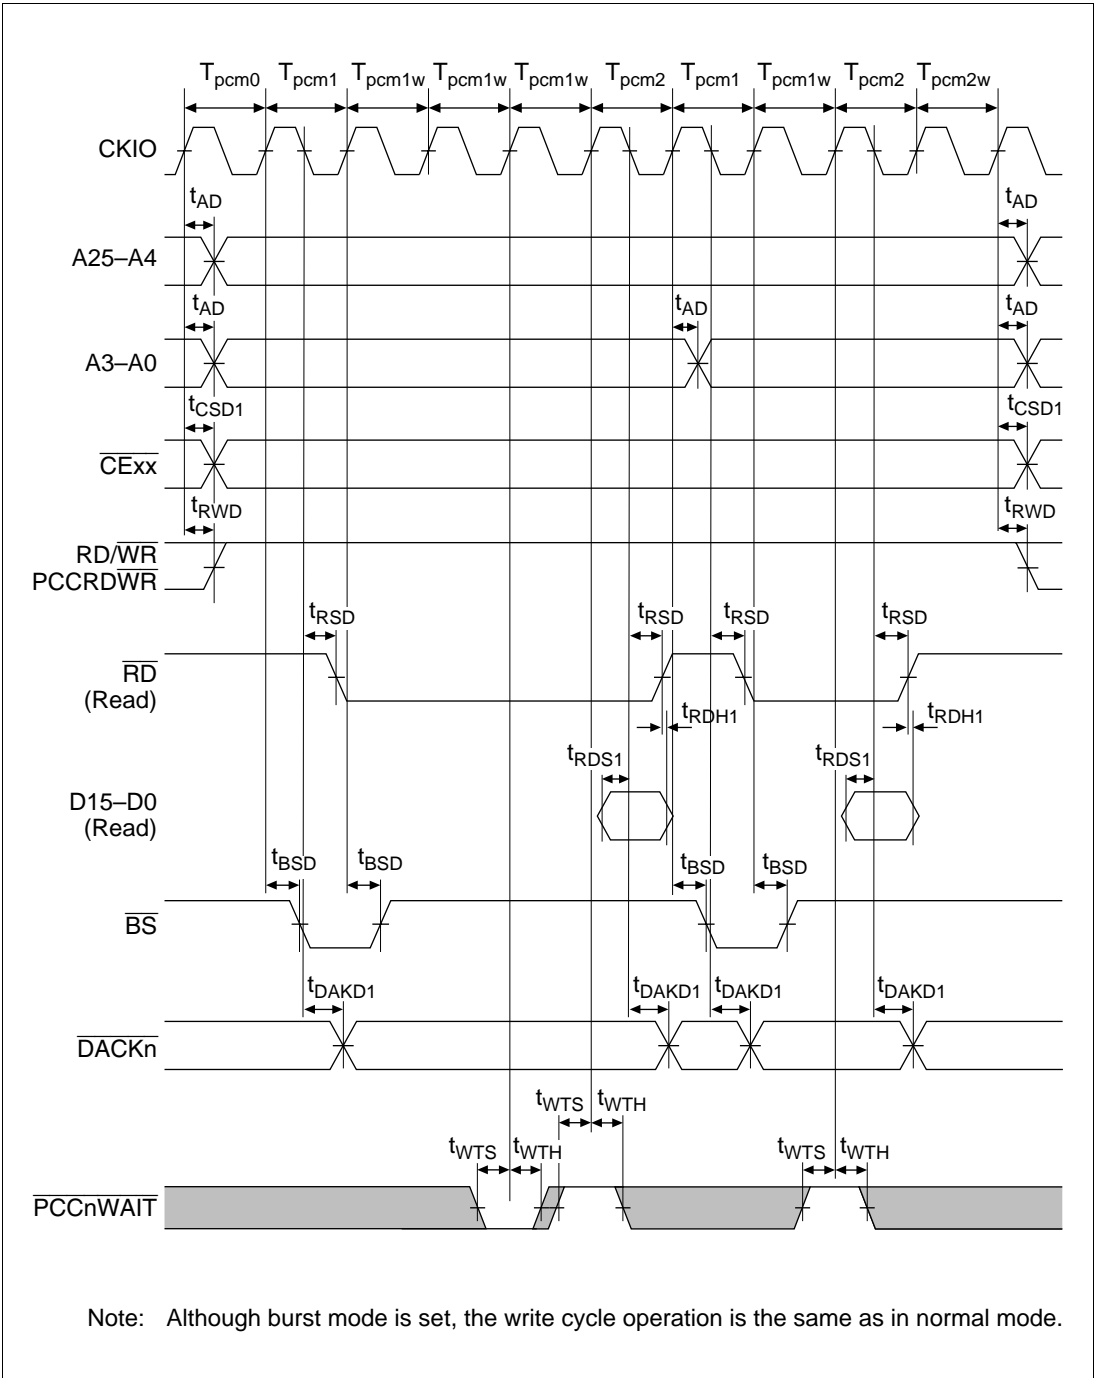 Tpcm0 Tpcm1 Tpcm1w Tpcm1w Tpcm1w Tpcm2 Tpcm1 Tpcm1w Tpcm2 Tpcm2w
CKIO
tAD tAD
A25–A4
tAD tAD tAD
A3–A0
tCSD1 tCSD1
CExx
tRWD tRWD
RD/WR
PCCRDWR
tRSD tRSD tRSD tRSD
RD
(Read)
tRDH1 tRDH1
tRDS1 tRDS1
D15–D0
(Read)
tBSD tBSD tBSD tBSD
BS
tDAKD1 tDAKD1 tDAKD1 tDAKD1
DACKn
tWTS tWTH
tWTS tWTH tWTS tWTH
PCCnWAIT
Note: Although burst mode is set, the write cycle operation is the same as in normal mode.